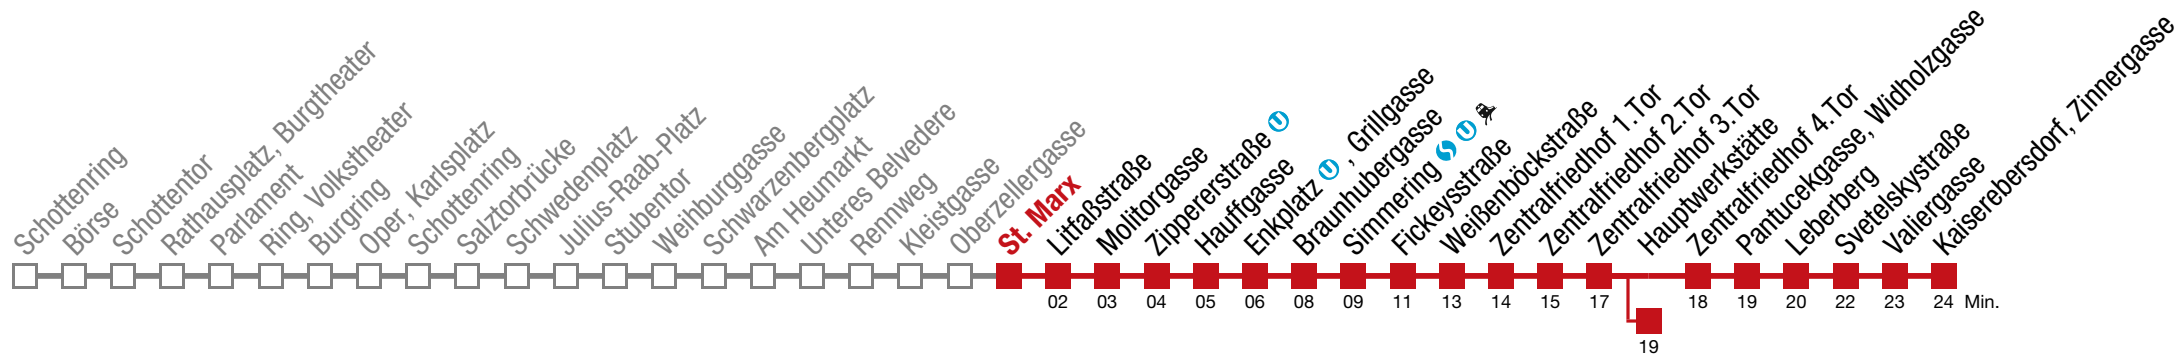 Schottenring
Börse
Schottentor
Rathausplatz, Burgtheater
Parlament
Ring, Volkstheater
Burgring
Oper, Karlsplatz
Schottenring
Salztorbrücke
Schwedenplatz
Julius-Raab-Platz
Stubentor
Weihburggasse
Schwarzenbergplatz
Am Heumarkt
Unteres Belvedere
Rennweg
Kleistgasse
Oberzellergasse
St. Marx
Litfaßstraße
Molitorgasse
Zippererstraße U
Hauffgasse
Enkplatz U , Grillgasse
Braunhubergasse
Simmering S U
Fickeysstraße
Weißenböckstraße
Zentralfriedhof 1.Tor
Zentralfriedhof 2.Tor
Zentralfriedhof 3.Tor
Hauptwerkstätte
Zentralfriedhof 4.Tor
Pantucekgasse, Widholzgasse
Leberberg
Svetelskystraße
Valiergasse
Kaiserebersdorf, Zinnergasse
02 03 04 05 06 08 09 11 13 14 15 17 18 19 20 22 23 24 Min.
19